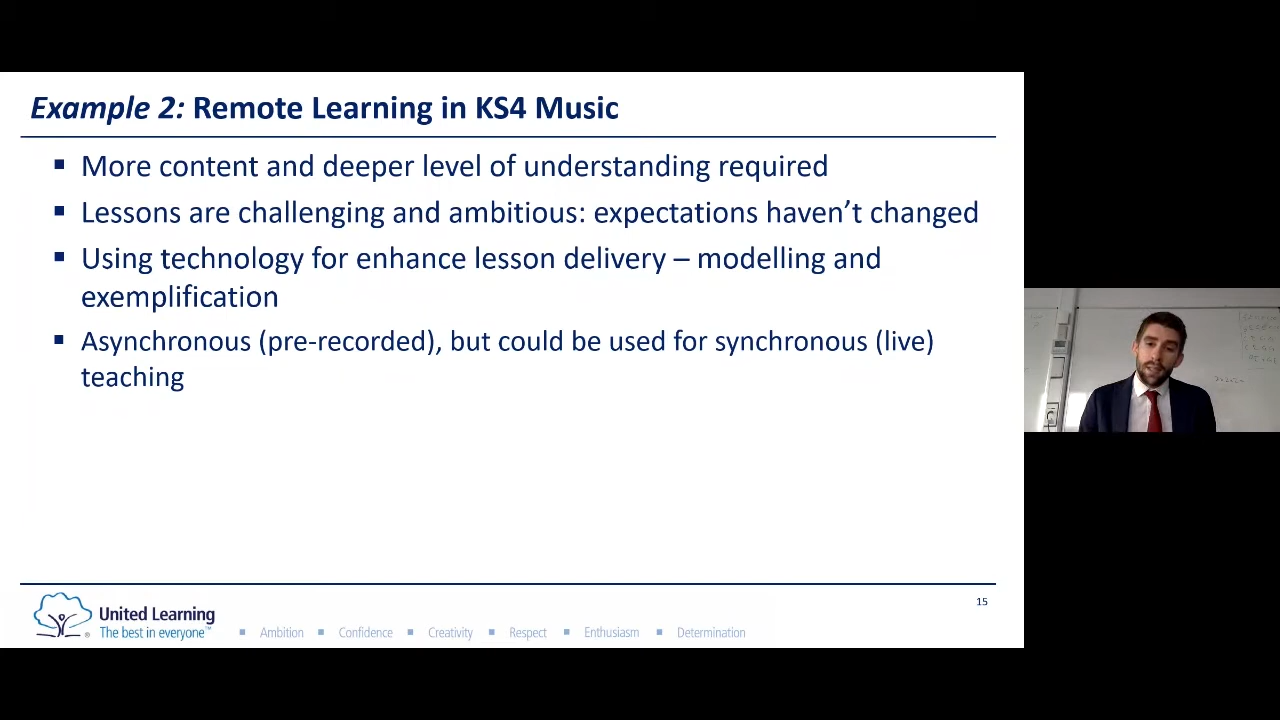 Example 2: Remote Learning in KS4 Music
▪ More content and deeper level of understanding required
▪ Lessons are challenging and ambitious: expectations haven’t changed
▪ Using technology for enhance lesson delivery – modelling and
exemplification
▪ Asynchronous (pre-recorded), but could be used for synchronous (live)
teaching
15
United Learning
The best in everyone™
▪ Ambition ▪ Confidence ▪ Creativity ▪ Respect ▪ Enthusiasm ▪ Determination